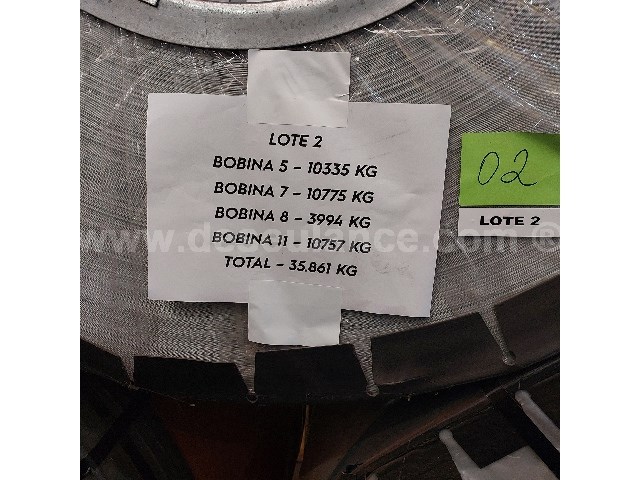 LOTE 2
BOBINA 5 – 10335 KG
BOBINA 7 – 10775 KG
BOBINA 8 – 3994 KG
BOBINA 11 – 10757 KG
TOTAL – 35.861 KG
02
LOTE 2